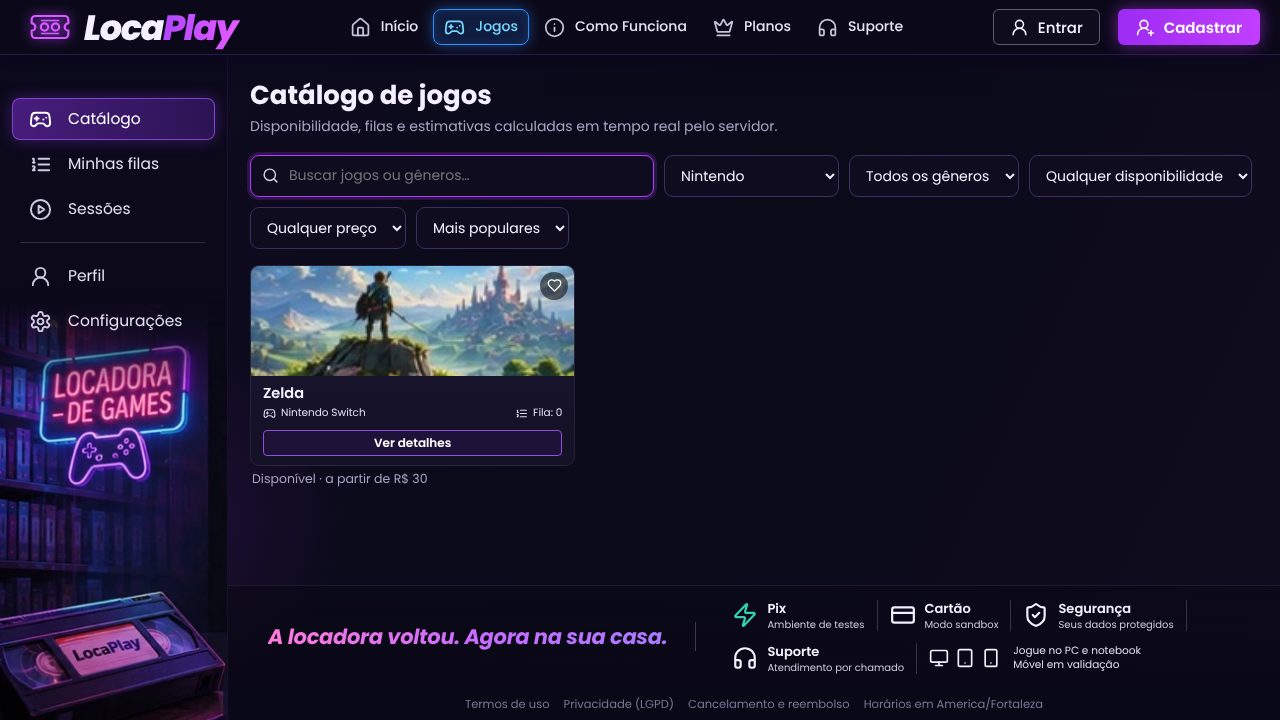 LocaPlay
Início
Jogos
Como Funciona
Planos
Suporte
Entrar
Cadastrar
Catálogo
Minhas filas
Sessões
Perfil
Configurações
LOCADORA
-DE GAMES
LocaPlay
Catálogo de jogos
Disponibilidade, filas e estimativas calculadas em tempo real pelo servidor.
Buscar jogos ou gêneros...
Nintendo
Todos os gêneros
Qualquer disponibilidade
Qualquer preço
Mais populares
Zelda
Nintendo Switch
Fila: 0
Ver detalhes
Disponível · a partir de R$ 30
A locadora voltou. Agora na sua casa.
Pix
Ambiente de testes
Cartão
Modo sandbox
Segurança
Seus dados protegidos
Suporte
Atendimento por chamado
Jogue no PC e notebook
Móvel em validação
Termos de uso
Privacidade (LGPD)
Cancelamento e reembolso
Horários em America/Fortaleza